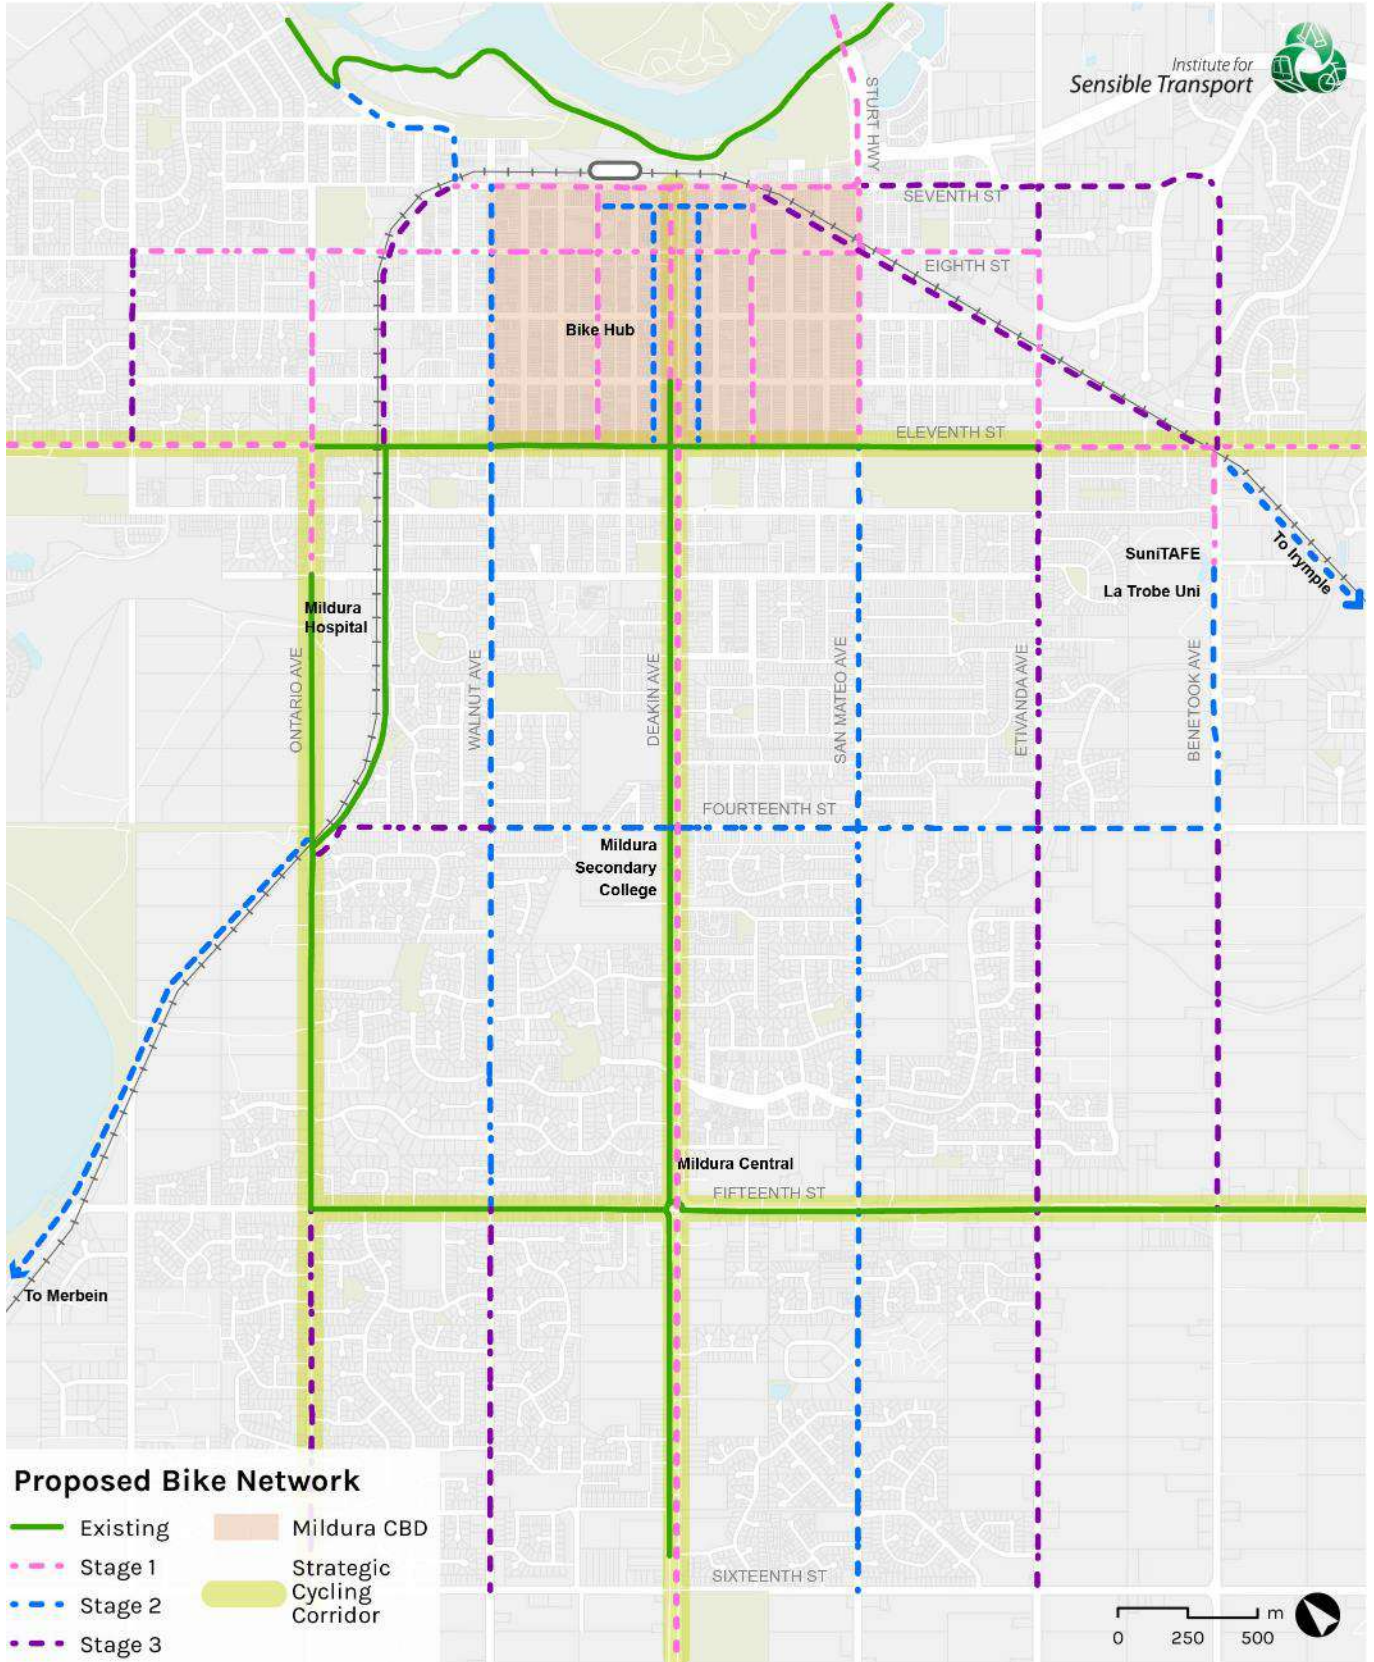 Institute for
Sensible Transport
STURT HWY
SEVENTH ST
EIGHTH ST
Bike Hub
ELEVENTH ST
SuniTAFE
La Trobe Uni
To Irymple
Mildura
Hospital
ONTARIO AVE
WALNUT AVE
DEAKIN AVE
SAN MATEO AVE
ETIVANDA AVE
BENETOOK AVE
FOURTEENTH ST
Mildura
Secondary
College
Mildura Central
FIFTEENTH ST
To Merbein
SIXTEENTH ST
Proposed Bike Network
Existing
Stage 1
Stage 2
Stage 3
Mildura CBD
Strategic
Cycling
Corridor
m
0 250 500